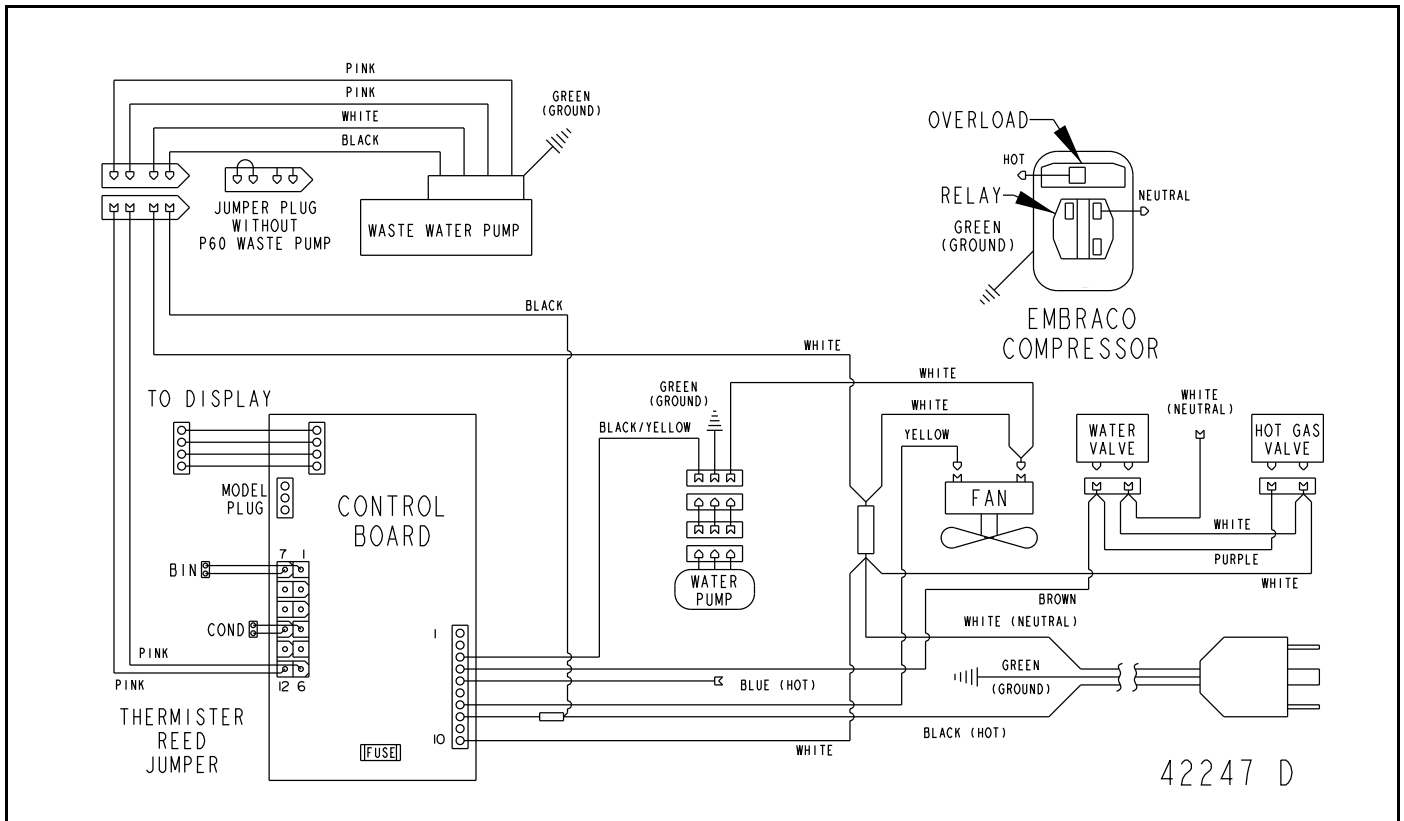 PINK
PINK
WHITE
BLACK
GREEN
(GROUND)
JUMPER PLUG
WITHOUT
P60 WASTE PUMP
WASTE WATER PUMP
OVERLOAD
HOT
RELAY
NEUTRAL
GREEN
(GROUND)
EMBRACO
COMPRESSOR
BLACK
WHITE
TO DISPLAY
GREEN
(GROUND)
BLACK/YELLOW
WHITE
WHITE
YELLOW
WHITE
(NEUTRAL)
WATER
VALVE
HOT GAS
VALVE
MODEL
PLUG
CONTROL
BOARD
FAN
WHITE
PURPLE
WHITE
7 1
BIN
COND
WATER
PUMP
BROWN
WHITE (NEUTRAL)
1
PINK
PINK
12 6
BLUE (HOT)
GREEN
(GROUND)
THERMISTER
REED
JUMPER
FUSE
10
WHITE
BLACK (HOT)
42247 D